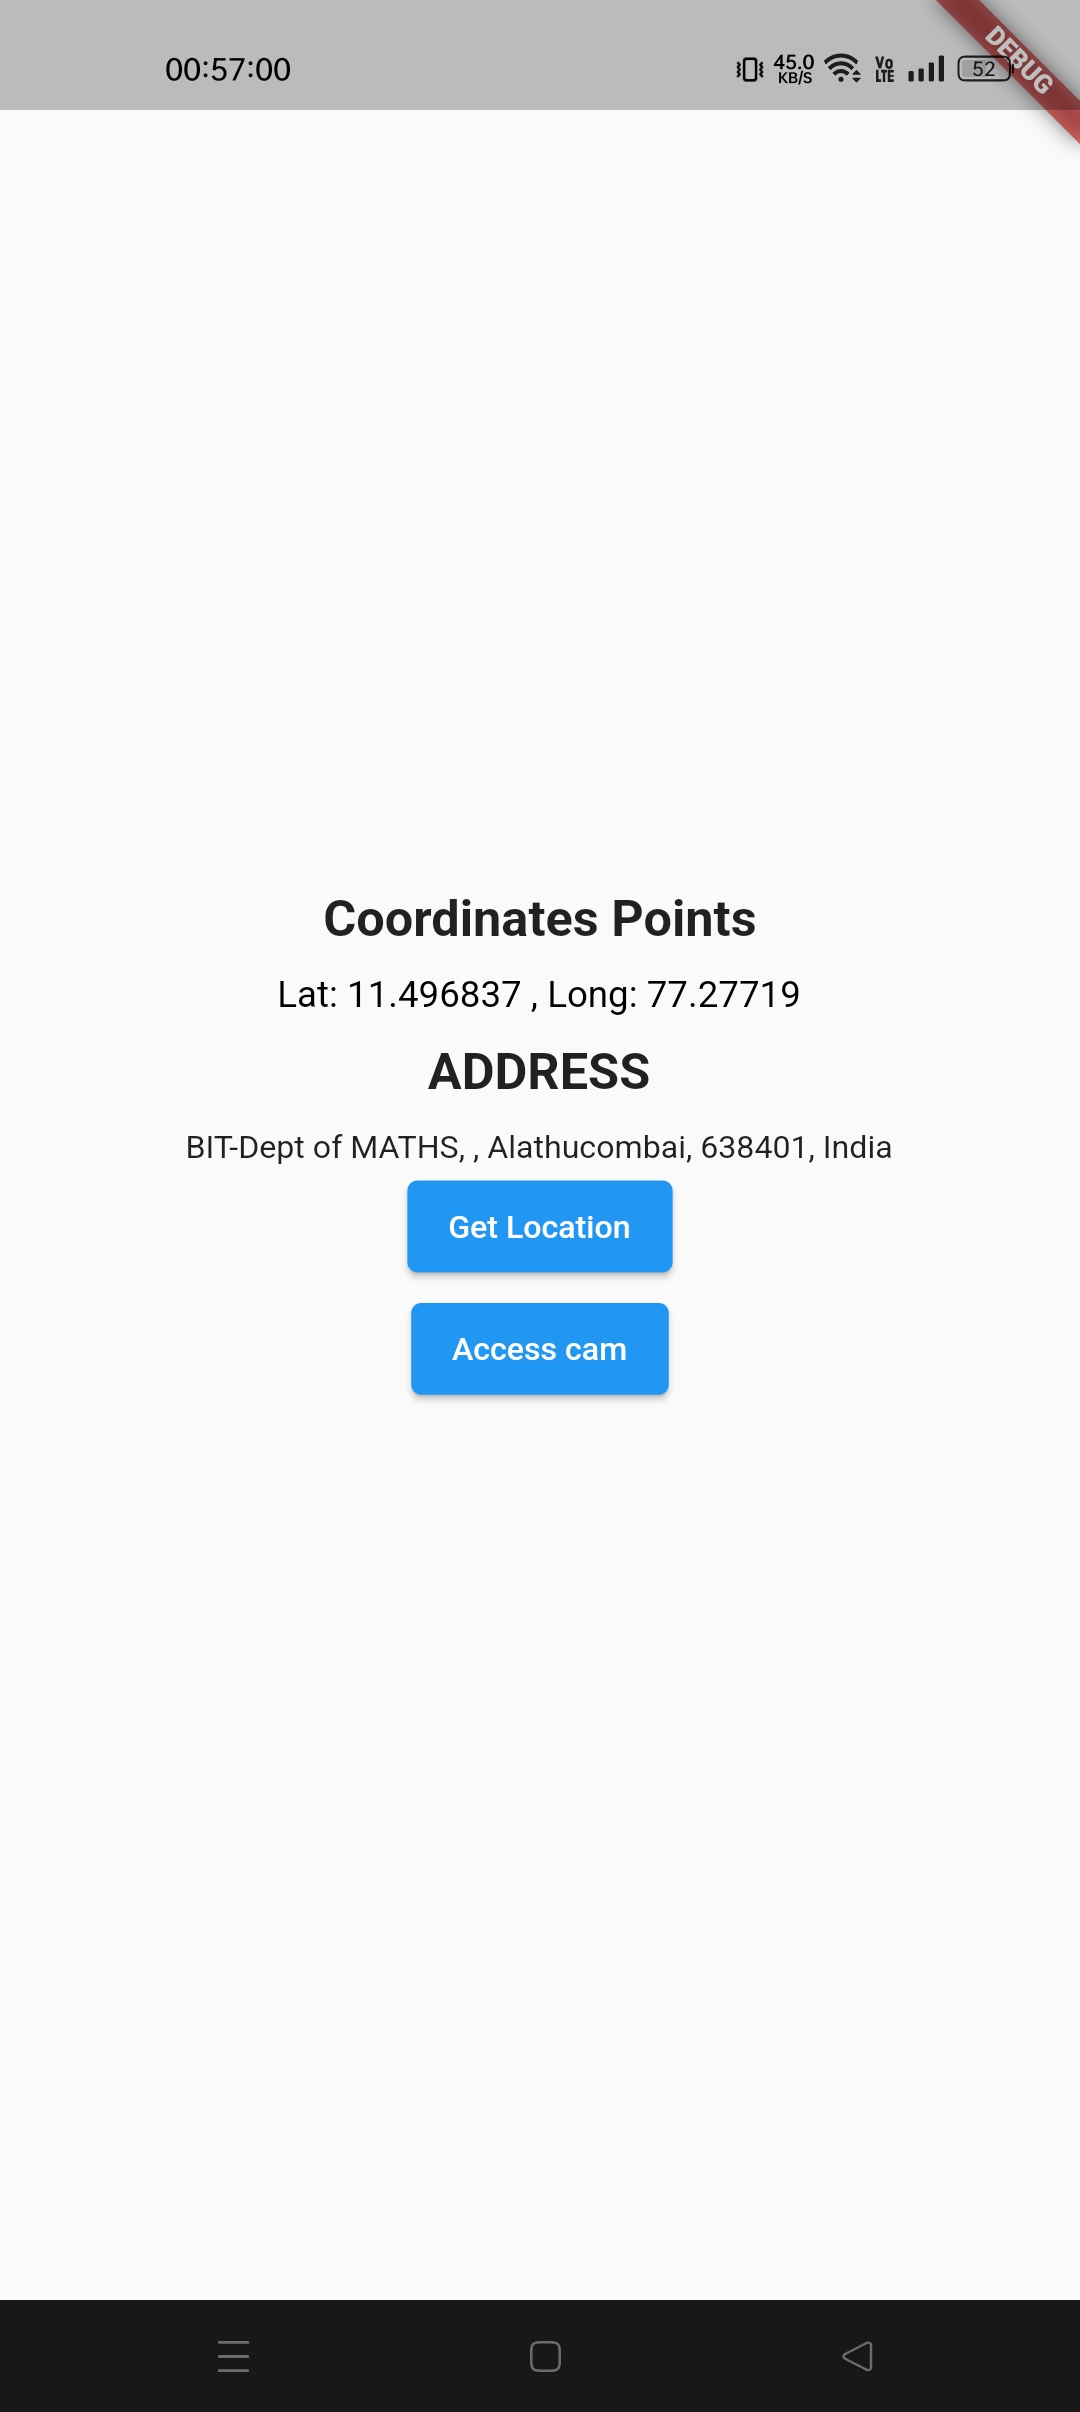 00:57:00
45.0
KB/S
Vo
LTE
52
DEBUG
Coordinates Points
Lat: 11.496837 , Long: 77.27719
ADDRESS
BIT-Dept of MATHS, , Alathucombai, 638401, India
Get Location
Access cam